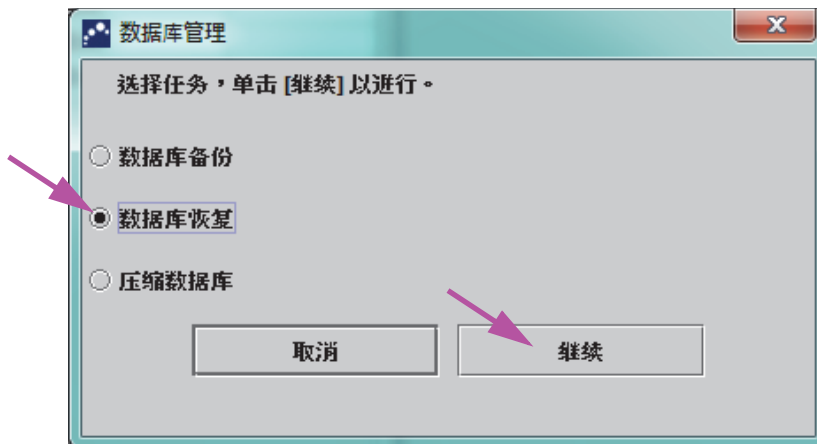 数据库管理
选择任务，单击 [继续] 以进行。
数据库备份
数据库恢复
压缩数据库
取消
继续